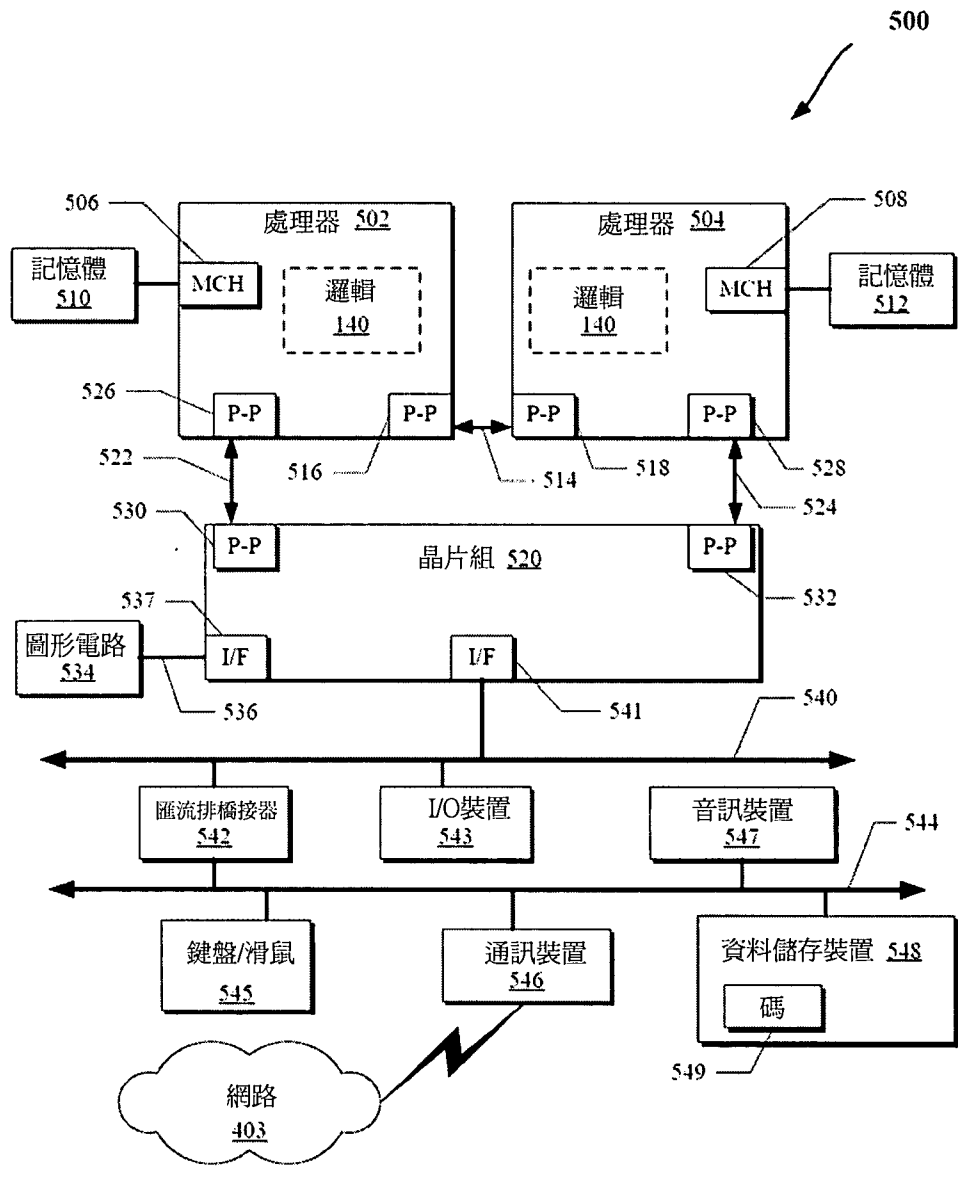 500
506
處理器 502
處理器 504
508
記憶體
510
MCH
邏輯
140
邏輯
140
MCH
記憶體
512
526
P-P
P-P
P-P
P-P
522
516
514
518
528
524
530
P-P
晶片組 520
P-P
532
537
圖形電路
534
I/F
I/F
536
541
540
匯流排橋接器
542
I/O裝置
543
音訊裝置
547
544
鍵盤/滑鼠
545
通訊裝置
546
資料儲存裝置 548
碼
549
網路
403